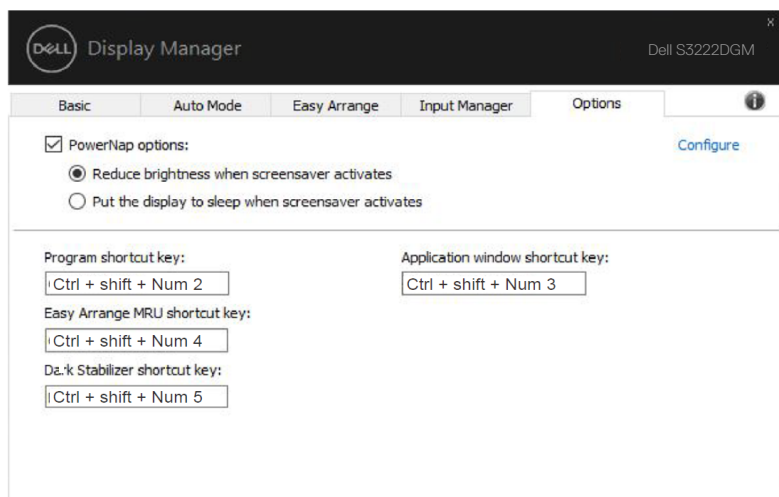 X
DELL Display Manager
Dell S3222DGM
Basic Auto Mode Easy Arrange Input Manager Options
PowerNap options:
Configure
Reduce brightness when screensaver activates
Put the display to sleep when screensaver activates
Program shortcut key:
Application window shortcut key:
Ctrl + shift + Num 2
Ctrl + shift + Num 3
Easy Arrange MRU shortcut key:
Ctrl + shift + Num 4
Dark Stabilizer shortcut key:
Ctrl + shift + Num 5